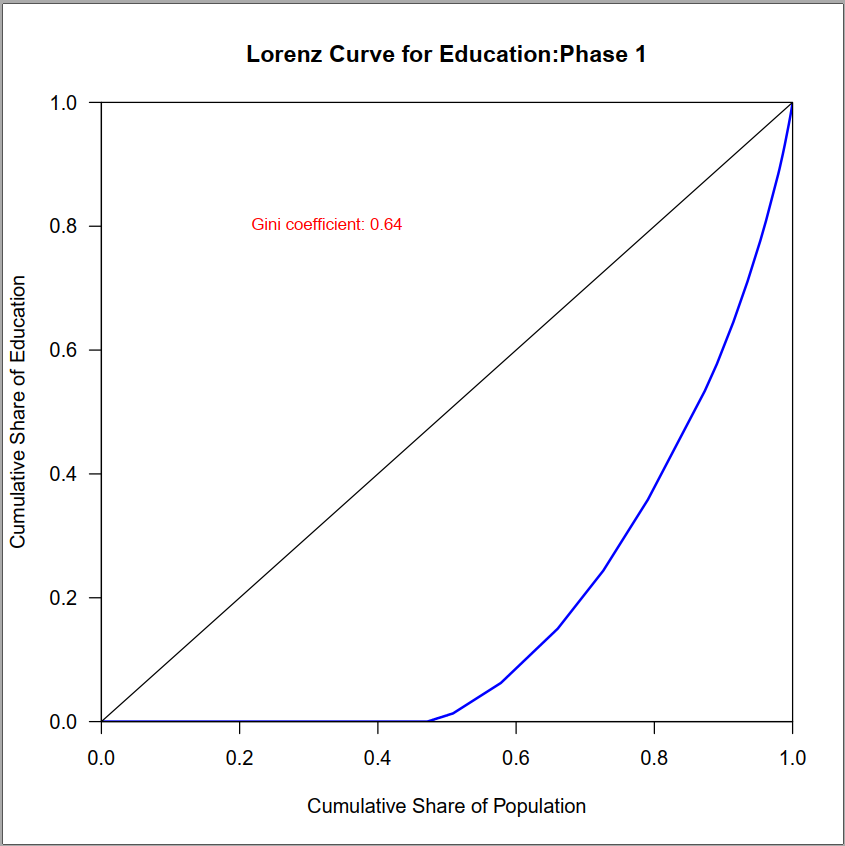 Lorenz Curve for Education:Phase 1
1.0
0.8
0.6
0.4
0.2
0.0
Gini coefficient: 0.64
Cumulative Share of Education
0.0 0.2 0.4 0.6 0.8 1.0
Cumulative Share of Population